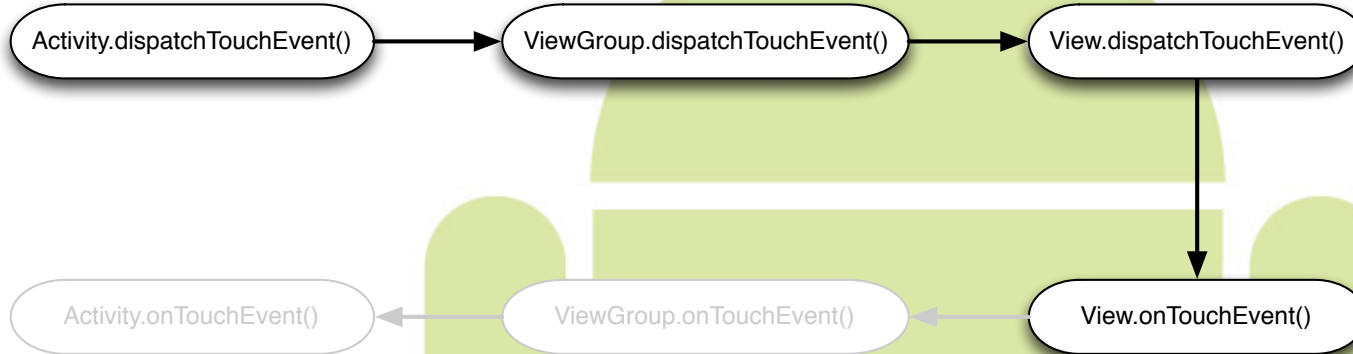 Activity.dispatchTouchEvent()
ViewGroup.dispatchTouchEvent()
View.dispatchTouchEvent()
Activity.onTouchEvent()
ViewGroup.onTouchEvent()
View.onTouchEvent()